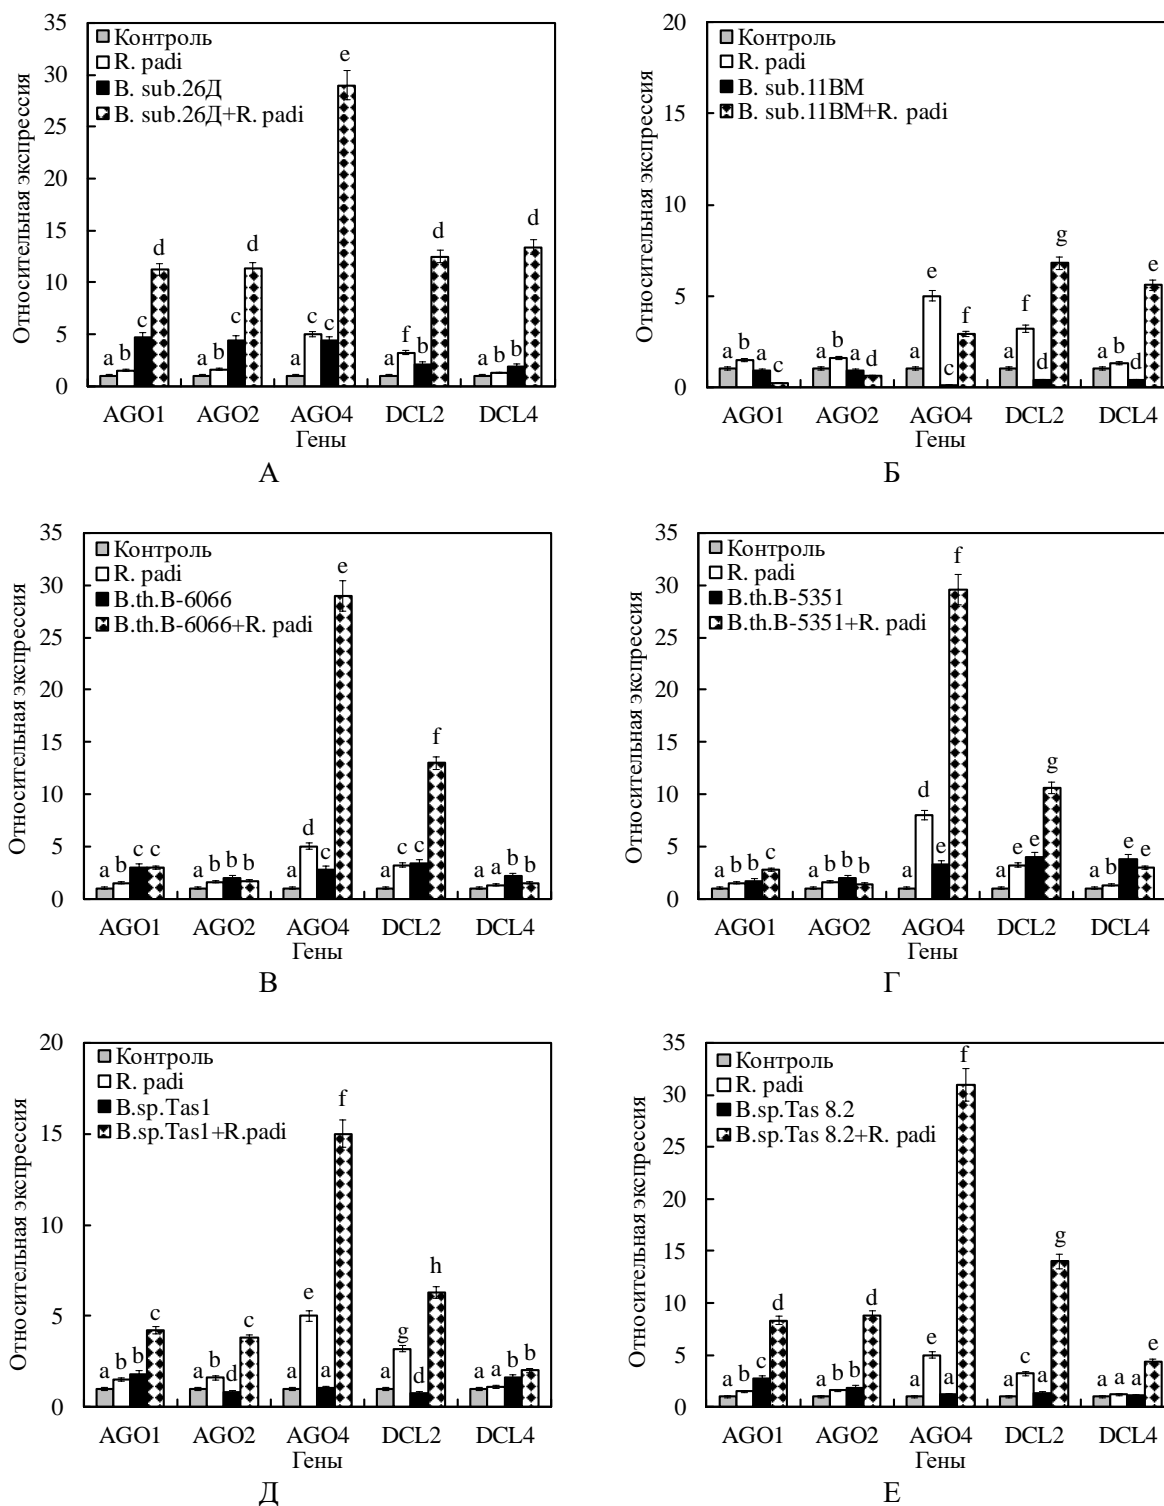 Относительная экспрессия
35
30
25
20
15
10
5
0
Контроль
R. padi
B. sub.26Д
B. sub.26Д+R. padi
a b c d
a b c d
a c c e
a f b d
a b b d
AGO1 AGO2 AGO4 DCL2 DCL4
Гены
А
Относительная экспрессия
20
15
10
5
0
Контроль
R. padi
B. sub.11ВМ
B. sub.11ВМ+R. padi
a b a c
a b a d
a e c f
a f d g
a b d e
AGO1 AGO2 AGO4 DCL2 DCL4
Гены
Б
Относительная экспрессия
35
30
25
20
15
10
5
0
Контроль
R. padi
B.th.B-6066
B.th.B-6066+R. padi
a b c c
a b b b
a d c e
a c c f
a a b b
AGO1 AGO2 AGO4 DCL2 DCL4
Гены
В
Относительная экспрессия
35
30
25
20
15
10
5
0
Контроль
R. padi
B.th.B-5351
B.th.B-5351+R. padi
a b b c
a b b b
a d e f
a e e g
a b e e
AGO1 AGO2 AGO4 DCL2 DCL4
Гены
Г
Относительная экспрессия
20
15
10
5
0
Контроль
R. padi
B.sp.Tas1
B.sp.Tas1+R.padi
a b b c
a b d c
a e a f
a g d h
a a b b
AGO1 AGO2 AGO4 DCL2 DCL4
Гены
Д
Относительная экспрессия
35
30
25
20
15
10
5
0
Контроль
R. padi
B.sp.Tas 8.2
B.sp.Tas 8.2+R. padi
a b c d
a b b d
a e a f
a c a g
a a a e
AGO1 AGO2 AGO4 DCL2 DCL4
Гены
Е